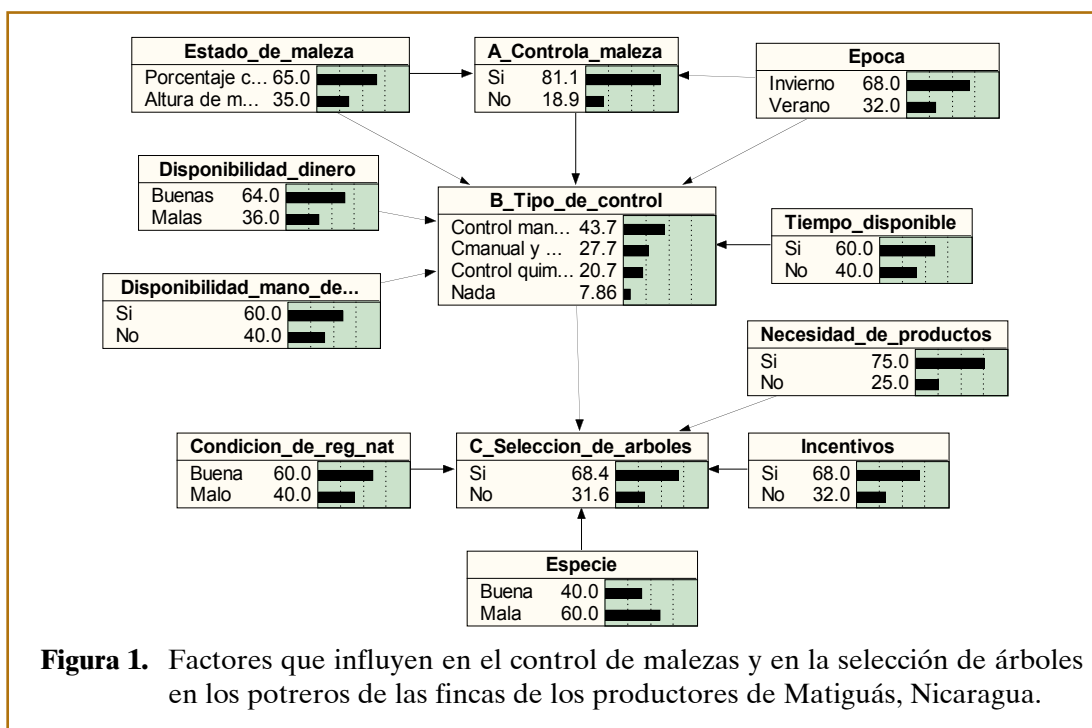 Estado_de_maleza
Porcentaje c... 65.0
Altura de m... 35.0
A_Controla_maleza
Si 81.1
No 18.9
Epoca
Invierno 68.0
Verano 32.0
Disponibilidad_dinero
Buenas 64.0
Malas 36.0
B_Tipo_de_control
Control man... 43.7
Cmanual y ... 27.7
Control quim... 20.7
Nada 7.86
Tiempo_disponible
Si 60.0
No 40.0
Disponibilidad_mano_de...
Si 60.0
No 40.0
Necesidad_de_productos
Si 75.0
No 25.0
Condicion_de_reg_nat
Buena 60.0
Malo 40.0
C_Seleccion_de_arboles
Si 68.4
No 31.6
Incentivos
Si 68.0
No 32.0
Especie
Buena 40.0
Mala 60.0
Figura 1. Factores que influyen en el control de malezas y en la selección de árboles
en los potreros de las fincas de los productores de Matiguás, Nicaragua.